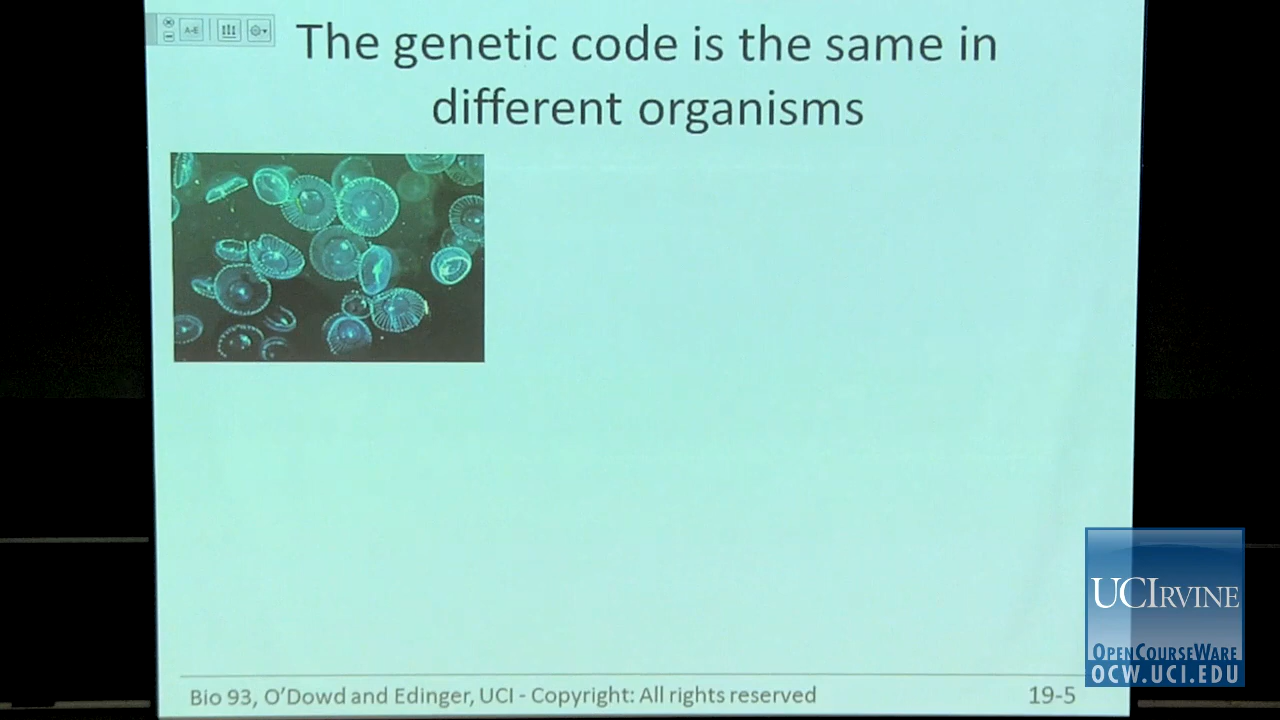 A-E
The genetic code is the same in
different organisms
UCIRVINE
OPENCOURSEWARE
OCW.UCI.EDU
Bio 93, O'Dowd and Edinger, UCI - Copyright: All rights reserved
19-5